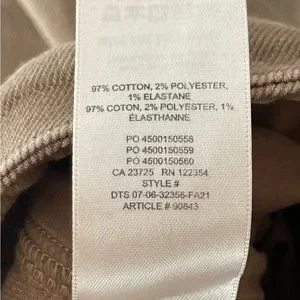 97% COTTON, 2% POLYESTER,
1% ELASTANE
97% COTON, 2% POLYESTER, 1%
ÉLASTHANNE
PO 4500150558
PO 4500150559
PO 4500150560
CA 23725 RN 122354
STYLE #
DTS 07-06-32356-FA21
ARTICLE # 90843